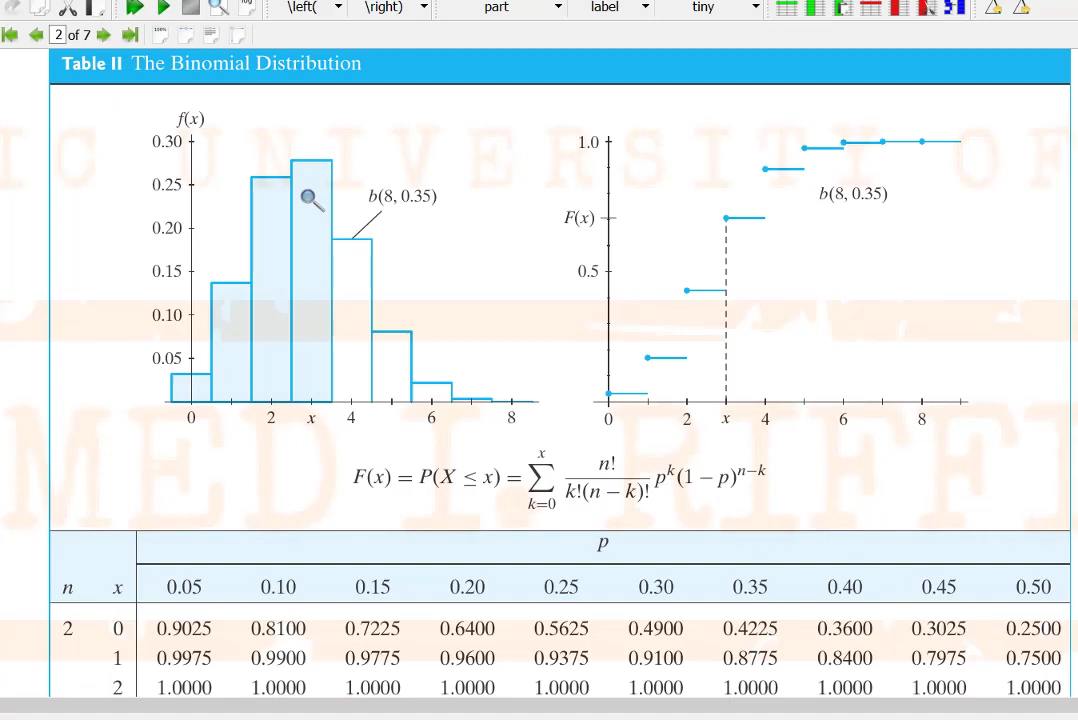 \left( \right) part label tiny
2 of 7 100%
Table II The Binomial Distribution
IC UNIVERSITY OF
MED I. RIFFI
f(x)
0.30
0.25
0.20
0.15
0.10
0.05
0 2 x 4 6 8
b(8, 0.35)
1.0
F(x)
0.5
0 2 x 4 6 8
b(8, 0.35)
F(x) = P(X ≤ x) = ∑_{k=0}^{x} n!/(k!(n − k)!) p^k (1 − p)^{n−k}
p
n x 0.05 0.10 0.15 0.20 0.25 0.30 0.35 0.40 0.45 0.50
2 0 0.9025 0.8100 0.7225 0.6400 0.5625 0.4900 0.4225 0.3600 0.3025 0.2500
1 0.9975 0.9900 0.9775 0.9600 0.9375 0.9100 0.8775 0.8400 0.7975 0.7500
2 1.0000 1.0000 1.0000 1.0000 1.0000 1.0000 1.0000 1.0000 1.0000 1.0000